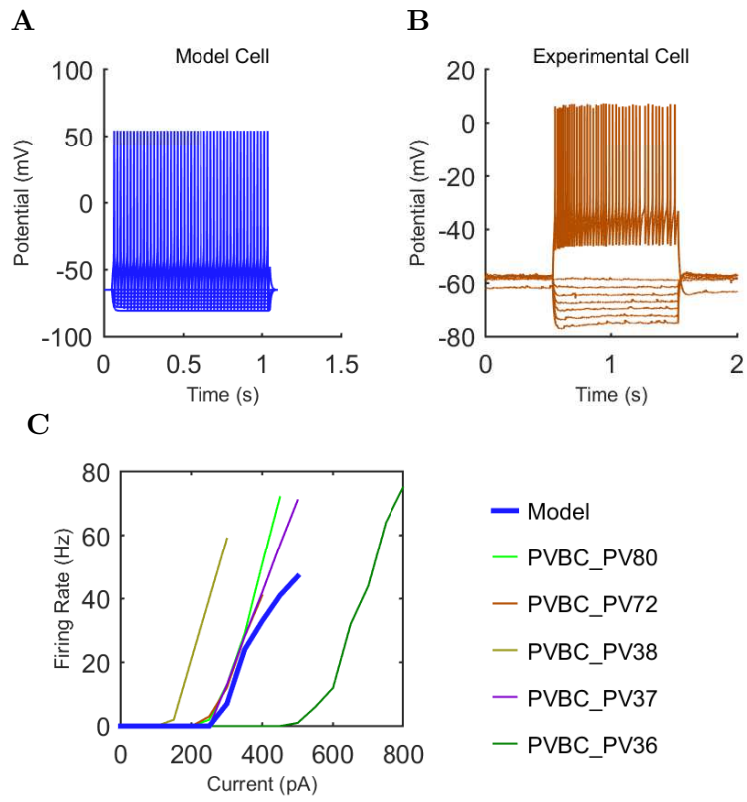 A
B
Model Cell
Experimental Cell
100
50
0
-50
-100
Potential (mV)
0
0.5
1
1.5
Time (s)
20
0
-20
-40
-60
-80
Potential (mV)
0
1
2
Time (s)
C
80
60
40
20
0
Firing Rate (Hz)
0
200
400
600
800
Current (pA)
Model
PVBC_PV80
PVBC_PV72
PVBC_PV38
PVBC_PV37
PVBC_PV36